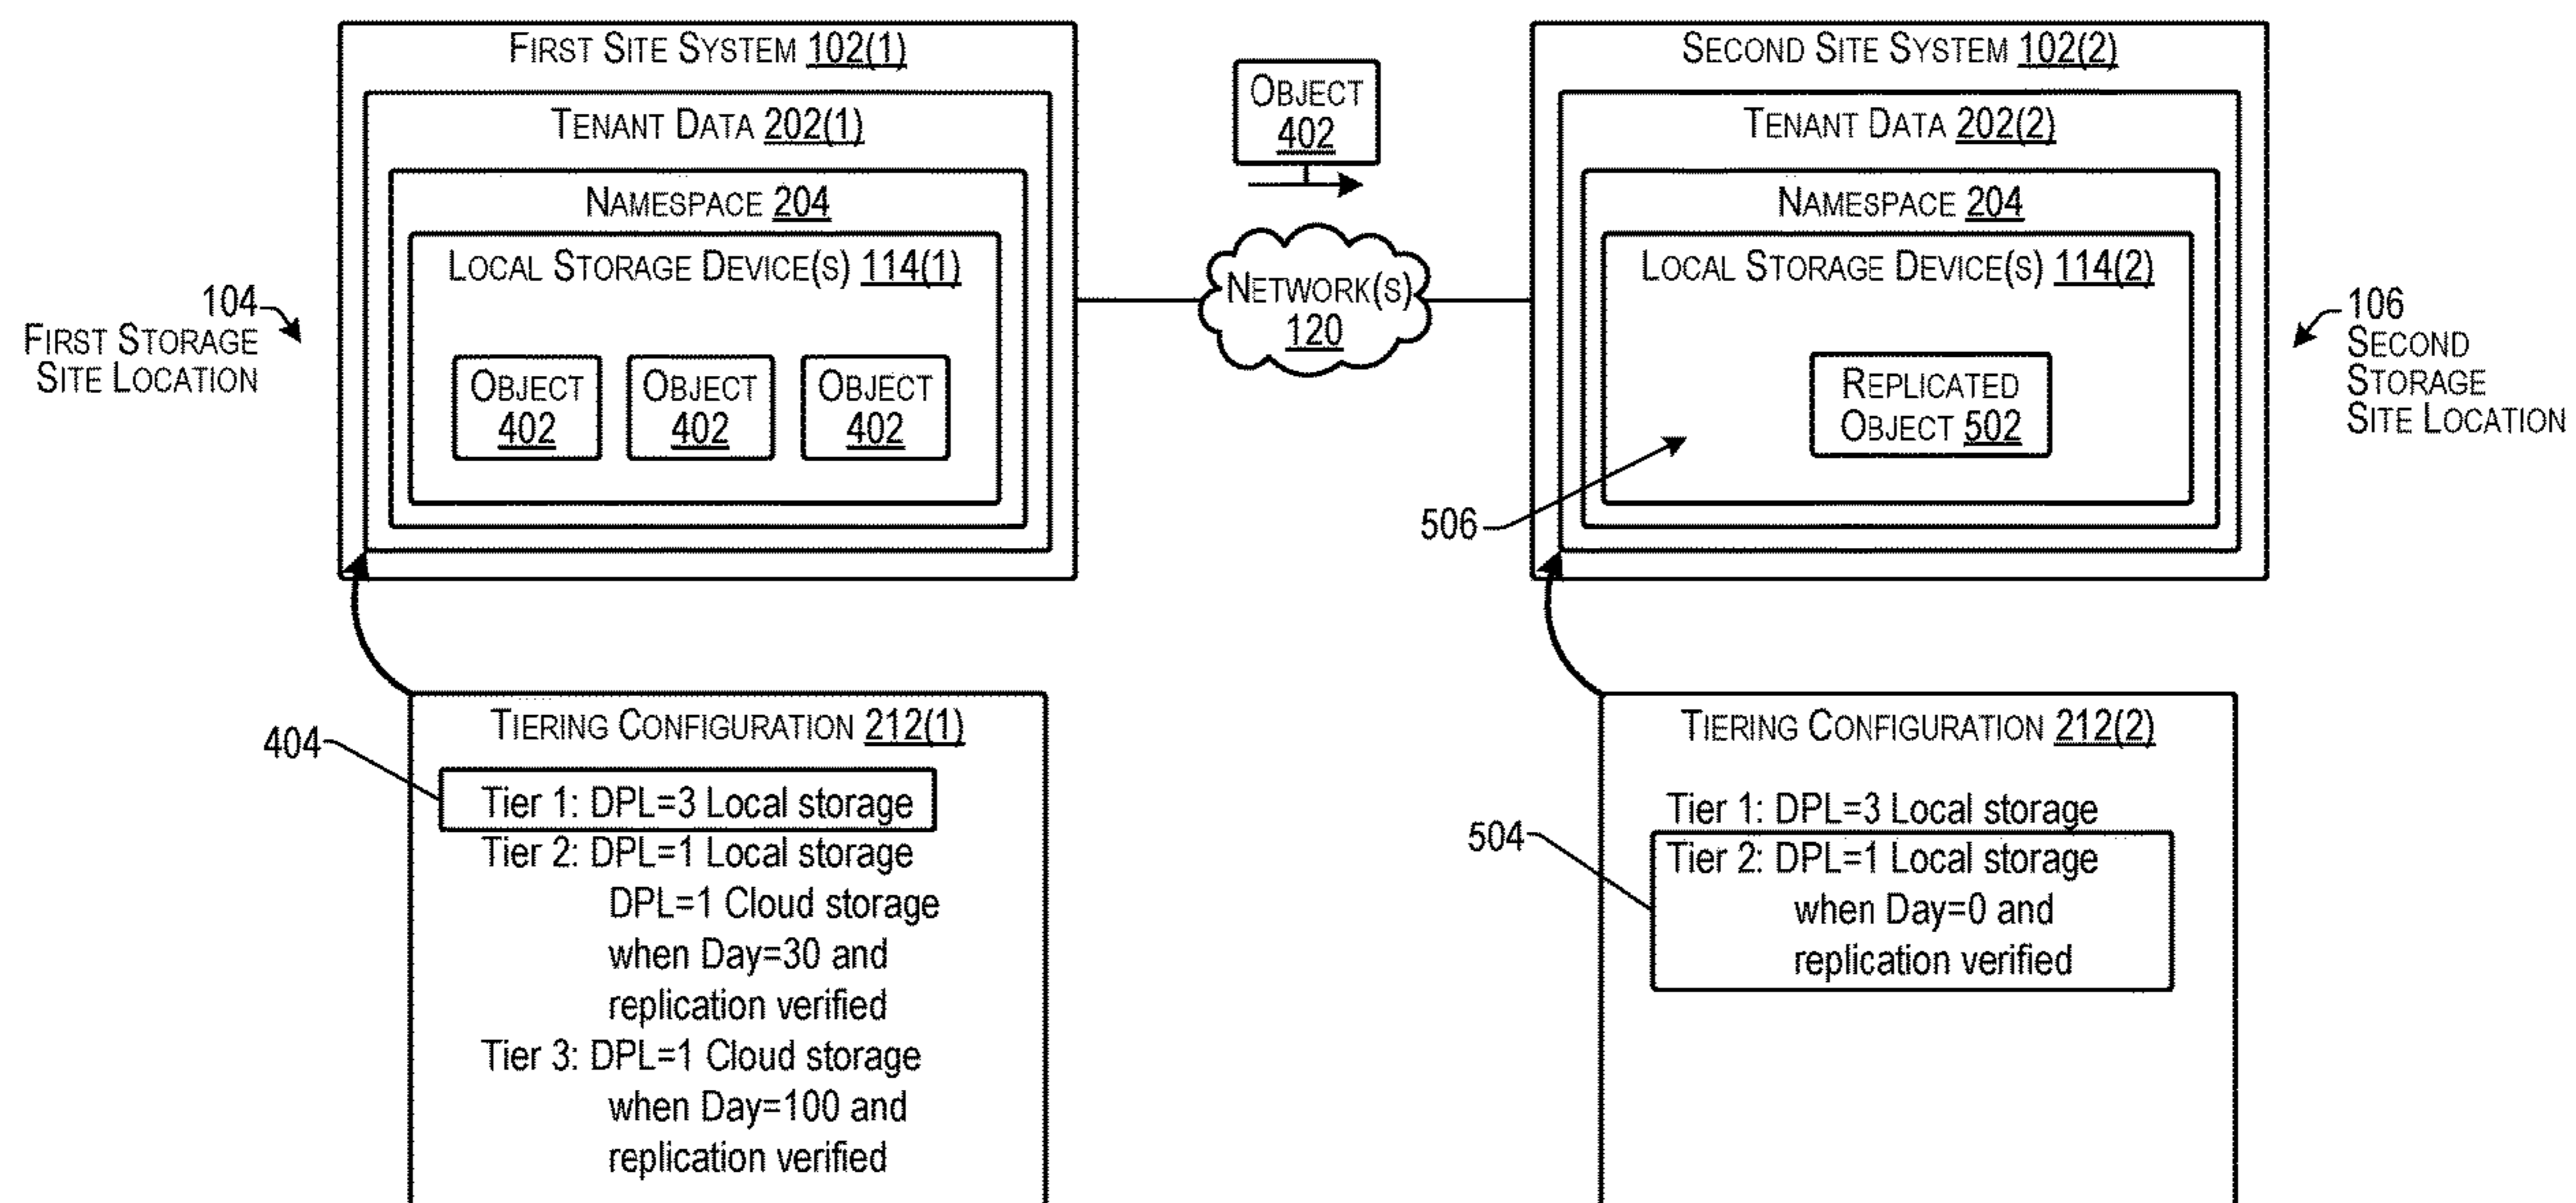 First Site System 102(1)
Tenant Data 202(1)
Namespace 204
Local Storage Device(s) 114(1)
Object
402
Object
402
Object
402
104
First Storage
Site Location
Object
402
Network(s)
120
Second Site System 102(2)
Tenant Data 202(2)
Namespace 204
Local Storage Device(s) 114(2)
Replicated
Object 502
506
106
Second
Storage
Site Location
404
Tiering Configuration 212(1)
Tier 1: DPL=3 Local storage
Tier 2: DPL=1 Local storage
DPL=1 Cloud storage
when Day=30 and
replication verified
Tier 3: DPL=1 Cloud storage
when Day=100 and
replication verified
504
Tiering Configuration 212(2)
Tier 1: DPL=3 Local storage
Tier 2: DPL=1 Local storage
when Day=0 and
replication verified